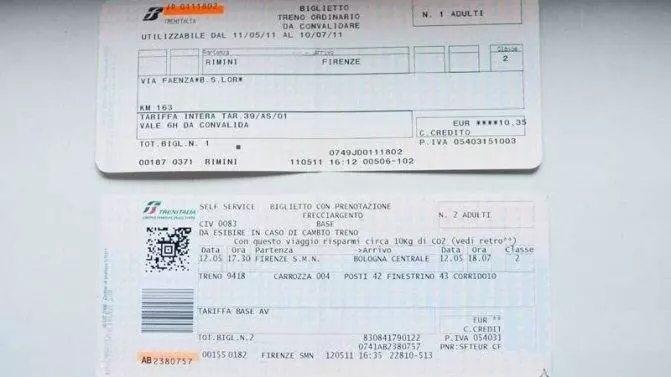 JD 0111802
TRENITALIA
BIGLIETTO
TRENO ORDINARIO
DA CONVALIDARE
N. 1 ADULTI
UTILIZZABILE DAL 11/05/11 AL 10/07/11
Partenza Arrivo Classe
RIMINI FIRENZE 2
VIA FAENZA*B.S.LOR*
KM 163
TARIFFA INTERA TAR.39/AS/01
VALE 6H DA CONVALIDA
EUR ****10,35
C.CREDITO
TOT.BIGL.N. 1
P.IVA 05403151003
0749JD0111802
00187 0371 RIMINI 110511 16:12 00506-102
TRENITALIA
SELF SERVICE BIGLIETTO CON PRENOTAZIONE
FRECCIARGENTO
N. 2 ADULTI
CIV 0083 BASE
DA ESIBIRE IN CASO DI CAMBIO TRENO
Con questo viaggio risparmi circa 10Kg di CO2 (vedi retro**)
Data Ora Partenza ->Arrivo Data Ora Classe
12.05 17.30 FIRENZE S.M.N. BOLOGNA CENTRALE 12.05 18.07 2
TRENO 9418 CARROZZA 004 POSTI 42 FINESTRINO 43 CORRIDOIO
TARIFFA BASE AV
EUR **
C.CREDIT
TOT.BIGL.N.2 830841790122 P.IVA 054031
0741AB2380757 PNR:SFTEUR CF
AB2380757
00155 0182 FIRENZE SMN 120511 16:35 22810-513